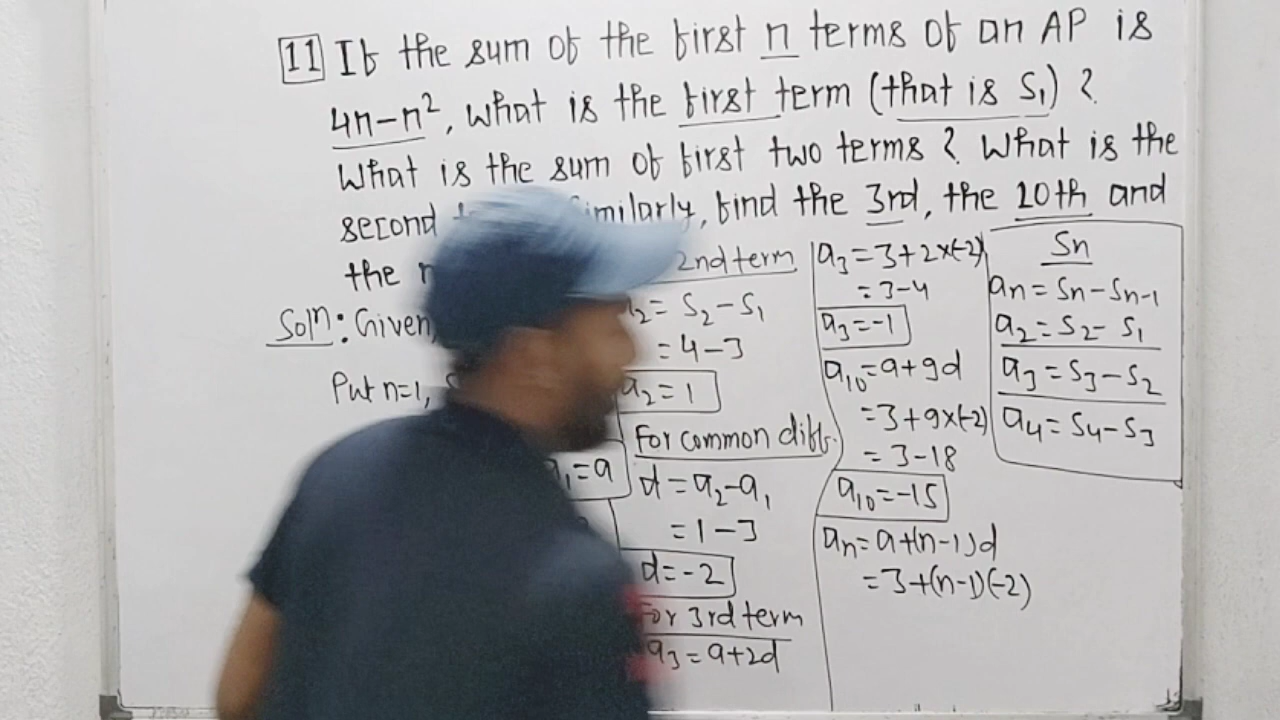 11 If the sum of the first n terms of an AP is
4n-n², what is the first term (that is S₁) ?
What is the sum of first two terms ? What is the
second Similarly, find the 3rd, the 10th and
the
Solⁿ: Given,
Put n=1,
a₁=a
2nd term
= S₂-S₁
= 4-3
a₂=1
For common diff.
d=a₂-a₁
=1-3
d=-2
For 3rd term
a₃=a+2d
a₃=3+2×(-2)
=3-4
a₃=-1
a₁₀=a+9d
=3+9×(-2)
=3-18
a₁₀=-15
aₙ=a+(n-1)d
=3+(n-1)(-2)
Sn
an=Sn-Sn-1
a₂=S₂-S₁
a₃=S₃-S₂
a₄=S₄-S₃